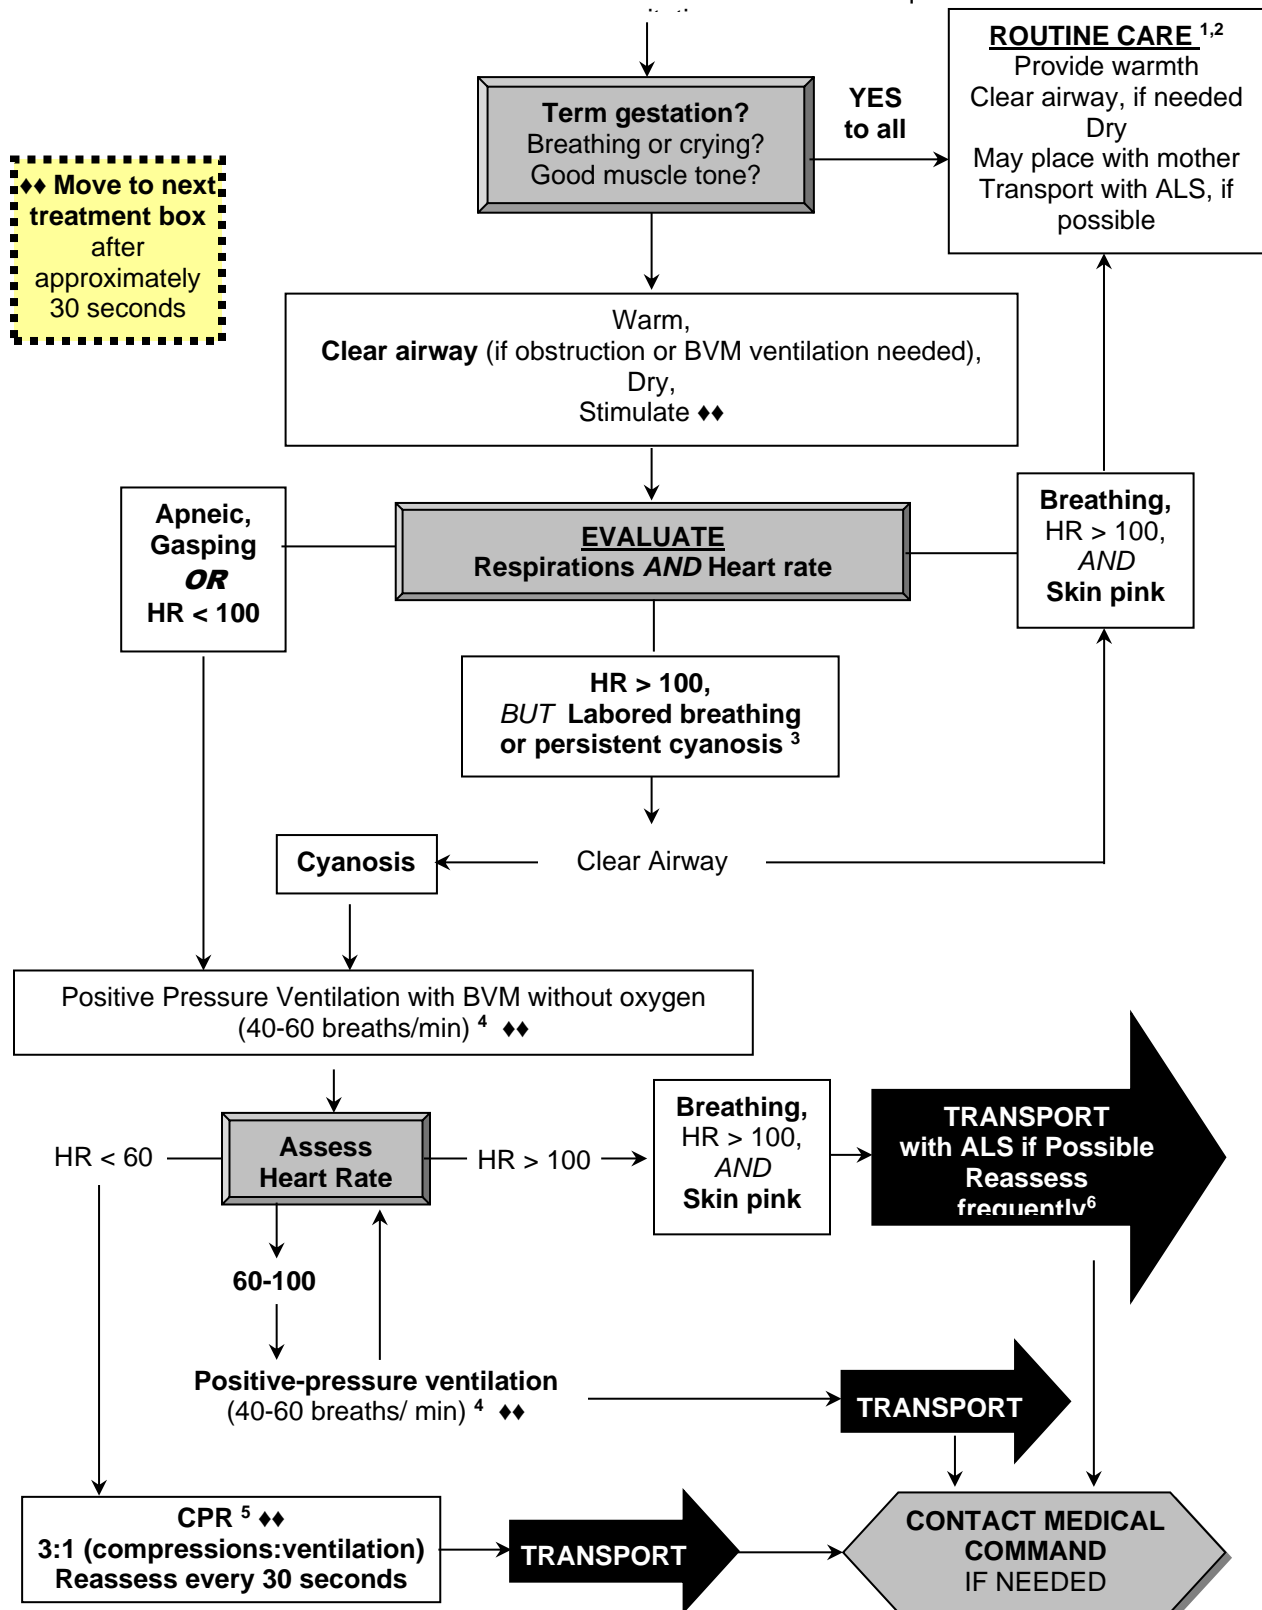 Term gestation?
Breathing or crying?
Good muscle tone?
YES
to all
ROUTINE CARE 1,2
Provide warmth
Clear airway, if needed
Dry
May place with mother
Transport with ALS, if
possible
♦♦ Move to next
treatment box
after
approximately
30 seconds
Warm,
Clear airway (if obstruction or BVM ventilation needed),
Dry,
Stimulate ♦♦
Apneic,
Gasping
OR
HR < 100
EVALUATE
Respirations AND Heart rate
Breathing,
HR > 100,
AND
Skin pink
HR > 100,
BUT Labored breathing
or persistent cyanosis 3
Cyanosis
Clear Airway
Positive Pressure Ventilation with BVM without oxygen
(40-60 breaths/min) 4 ♦♦
HR < 60
Assess
Heart Rate
HR > 100
Breathing,
HR > 100,
AND
Skin pink
TRANSPORT
with ALS if Possible
Reassess
frequently6
60-100
Positive-pressure ventilation
(40-60 breaths/ min) 4 ♦♦
TRANSPORT
CPR 5 ♦♦
3:1 (compressions:ventilation)
Reassess every 30 seconds
TRANSPORT
CONTACT MEDICAL
COMMAND
IF NEEDED